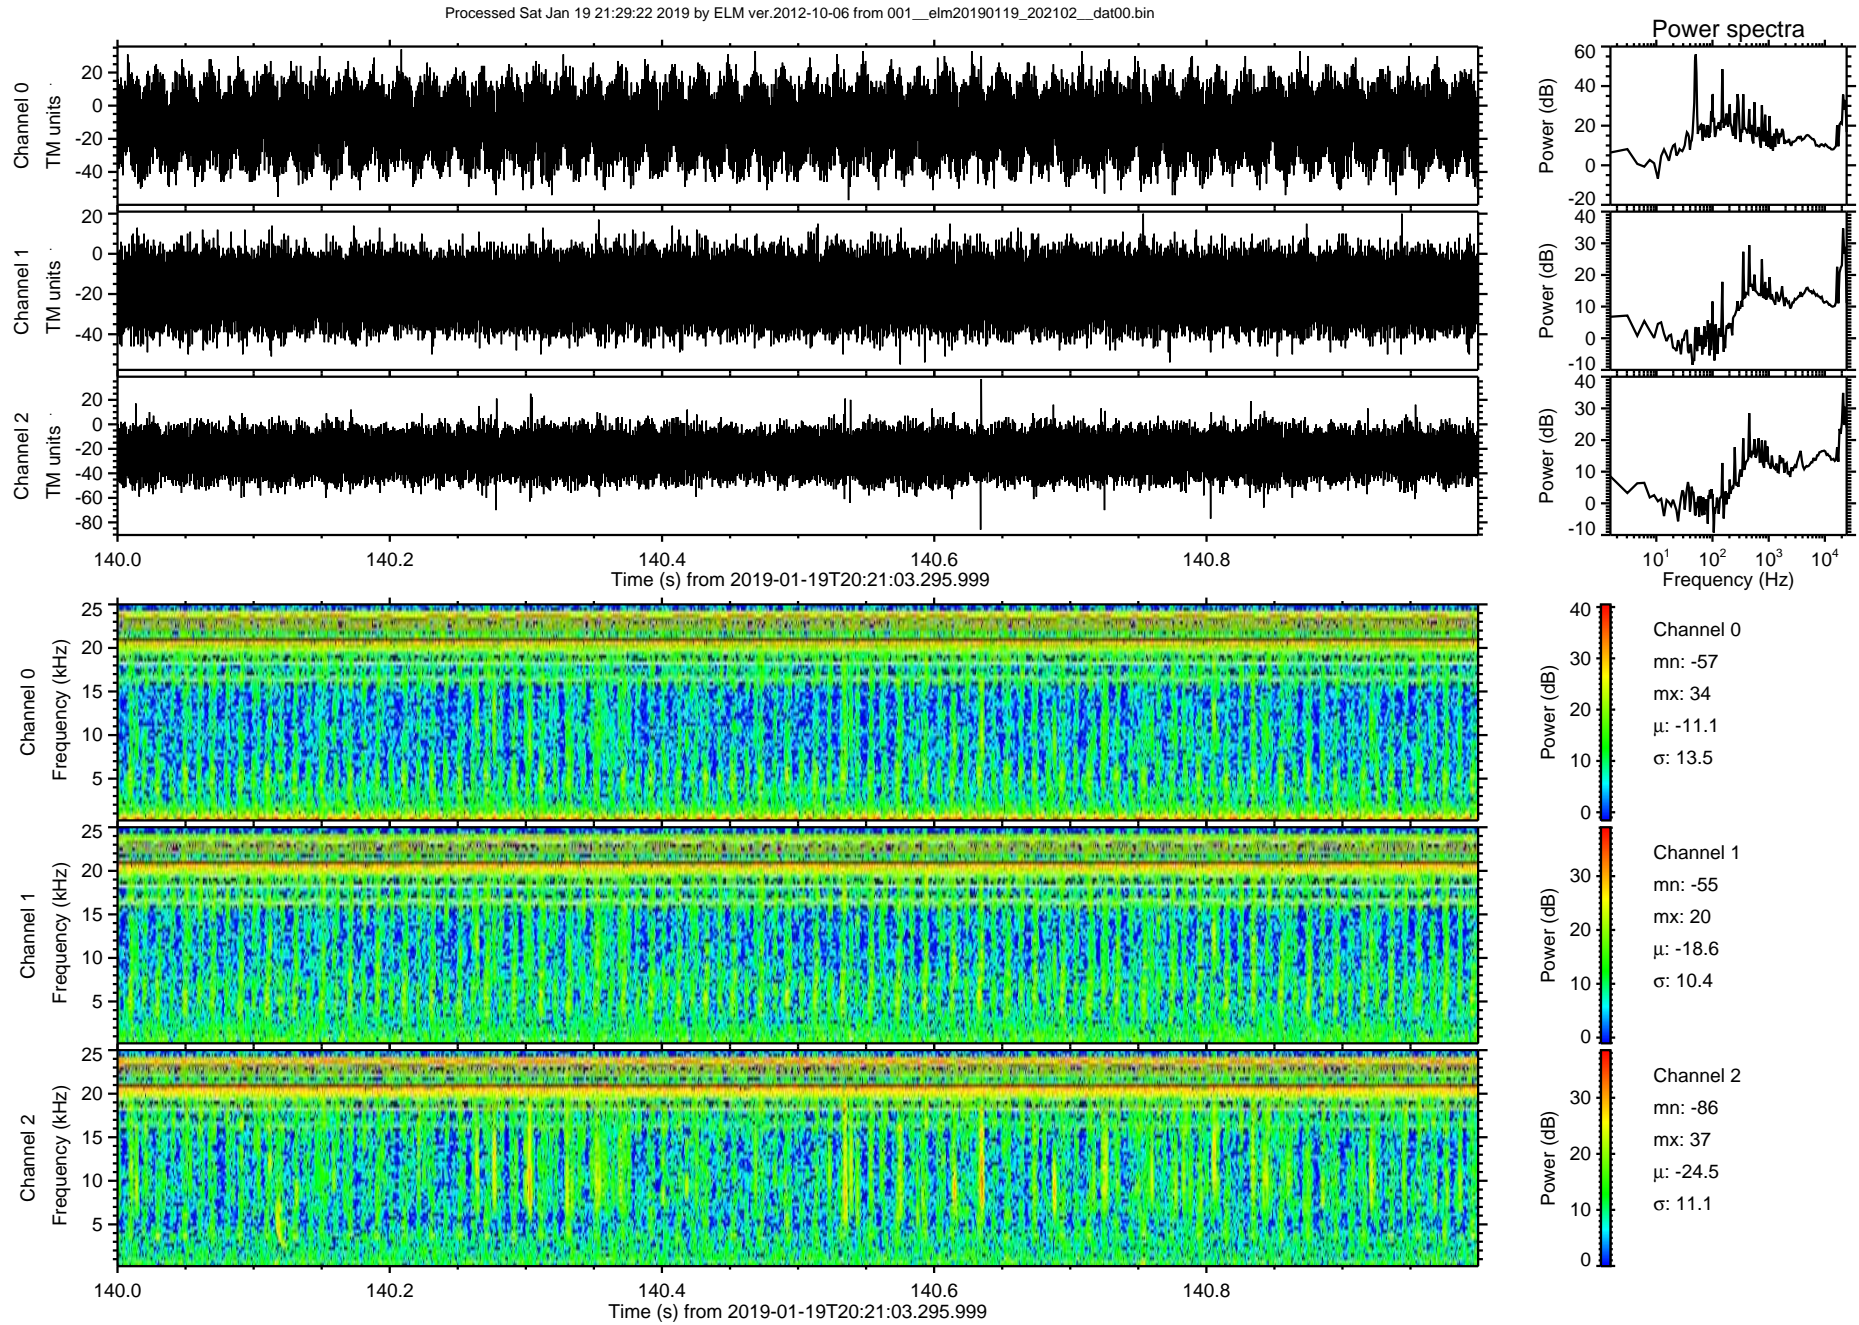 Processed Sat Jan 19 21:29:22 2019 by ELM ver.2012-10-06 from 001__elm20190119_202102__dat00.bin
Power spectra
Channel 0
TM units
20
0
-20
-40
Power (dB)
60
40
20
0
-20
Channel 1
TM units
20
0
-20
-40
Power (dB)
40
30
20
10
0
-10
Channel 2
TM units
20
0
-20
-40
-60
-80
Power (dB)
40
30
20
10
0
-10
140.0 140.2 140.4 140.6 140.8
Time (s) from 2019-01-19T20:21:03.295.999
10¹ 10² 10³ 10⁴
Frequency (Hz)
Channel 0
Frequency (kHz)
25
20
15
10
5
Power (dB)
40
30
20
10
0
Channel 0
mn: -57
mx: 34
μ: -11.1
σ: 13.5
Channel 1
Frequency (kHz)
25
20
15
10
5
Power (dB)
30
20
10
0
Channel 1
mn: -55
mx: 20
μ: -18.6
σ: 10.4
Channel 2
Frequency (kHz)
25
20
15
10
5
Power (dB)
30
20
10
0
Channel 2
mn: -86
mx: 37
μ: -24.5
σ: 11.1
140.0 140.2 140.4 140.6 140.8
Time (s) from 2019-01-19T20:21:03.295.999